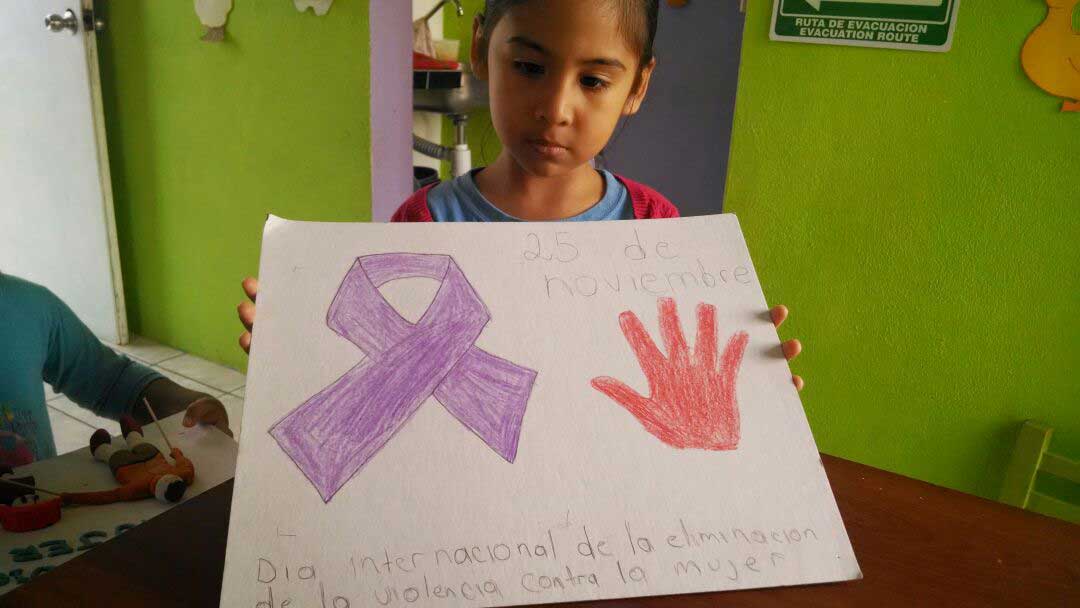 RUTA DE EVACUACION
EVACUATION ROUTE
25 de
noviembre
Dia internacional de la eliminacion
de la violencia contra la mujer